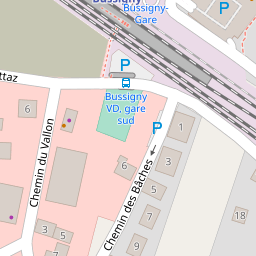 Bussigny
Bussigny-
Gare
P
P
Bussigny
VD, gare
sud
P
6
1
3
6
5
7
9
3
5
18
Chemin du Vallon
Chemin des Bâches